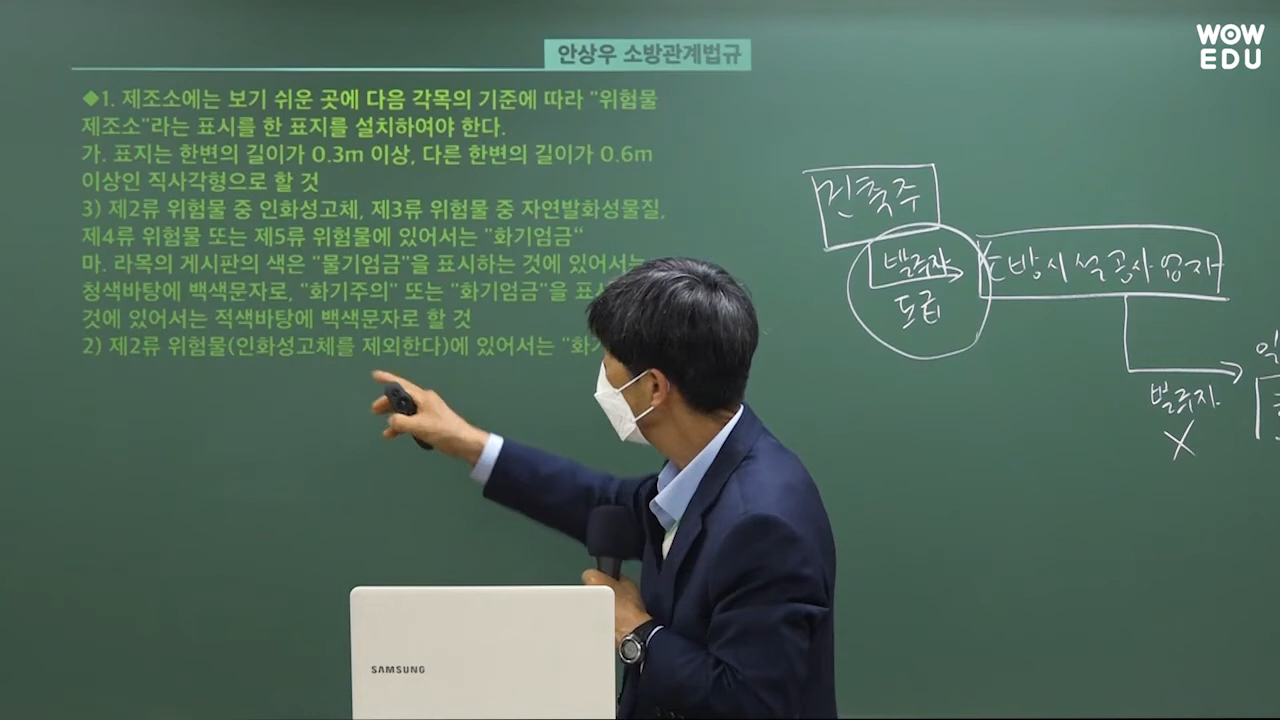 WOW
EDU
안상우 소방관계법규
◆1. 제조소에는 보기 쉬운 곳에 다음 각목의 기준에 따라 "위험물
제조소"라는 표시를 한 표지를 설치하여야 한다.
가. 표지는 한변의 길이가 0.3m 이상, 다른 한변의 길이가 0.6m
이상인 직사각형으로 할 것
3) 제2류 위험물 중 인화성고체, 제3류 위험물 중 자연발화성물질,
제4류 위험물 또는 제5류 위험물에 있어서는 "화기엄금“
마. 라목의 게시판의 색은 "물기엄금"을 표시하는 것에 있어서는
청색바탕에 백색문자로, "화기주의" 또는 "화기엄금"을 표시
것에 있어서는 적색바탕에 백색문자로 할 것
2) 제2류 위험물(인화성고체를 제외한다)에 있어서는 "화
건축주
발주자
도급
방시설공사업자
발주자
X
SAMSUNG